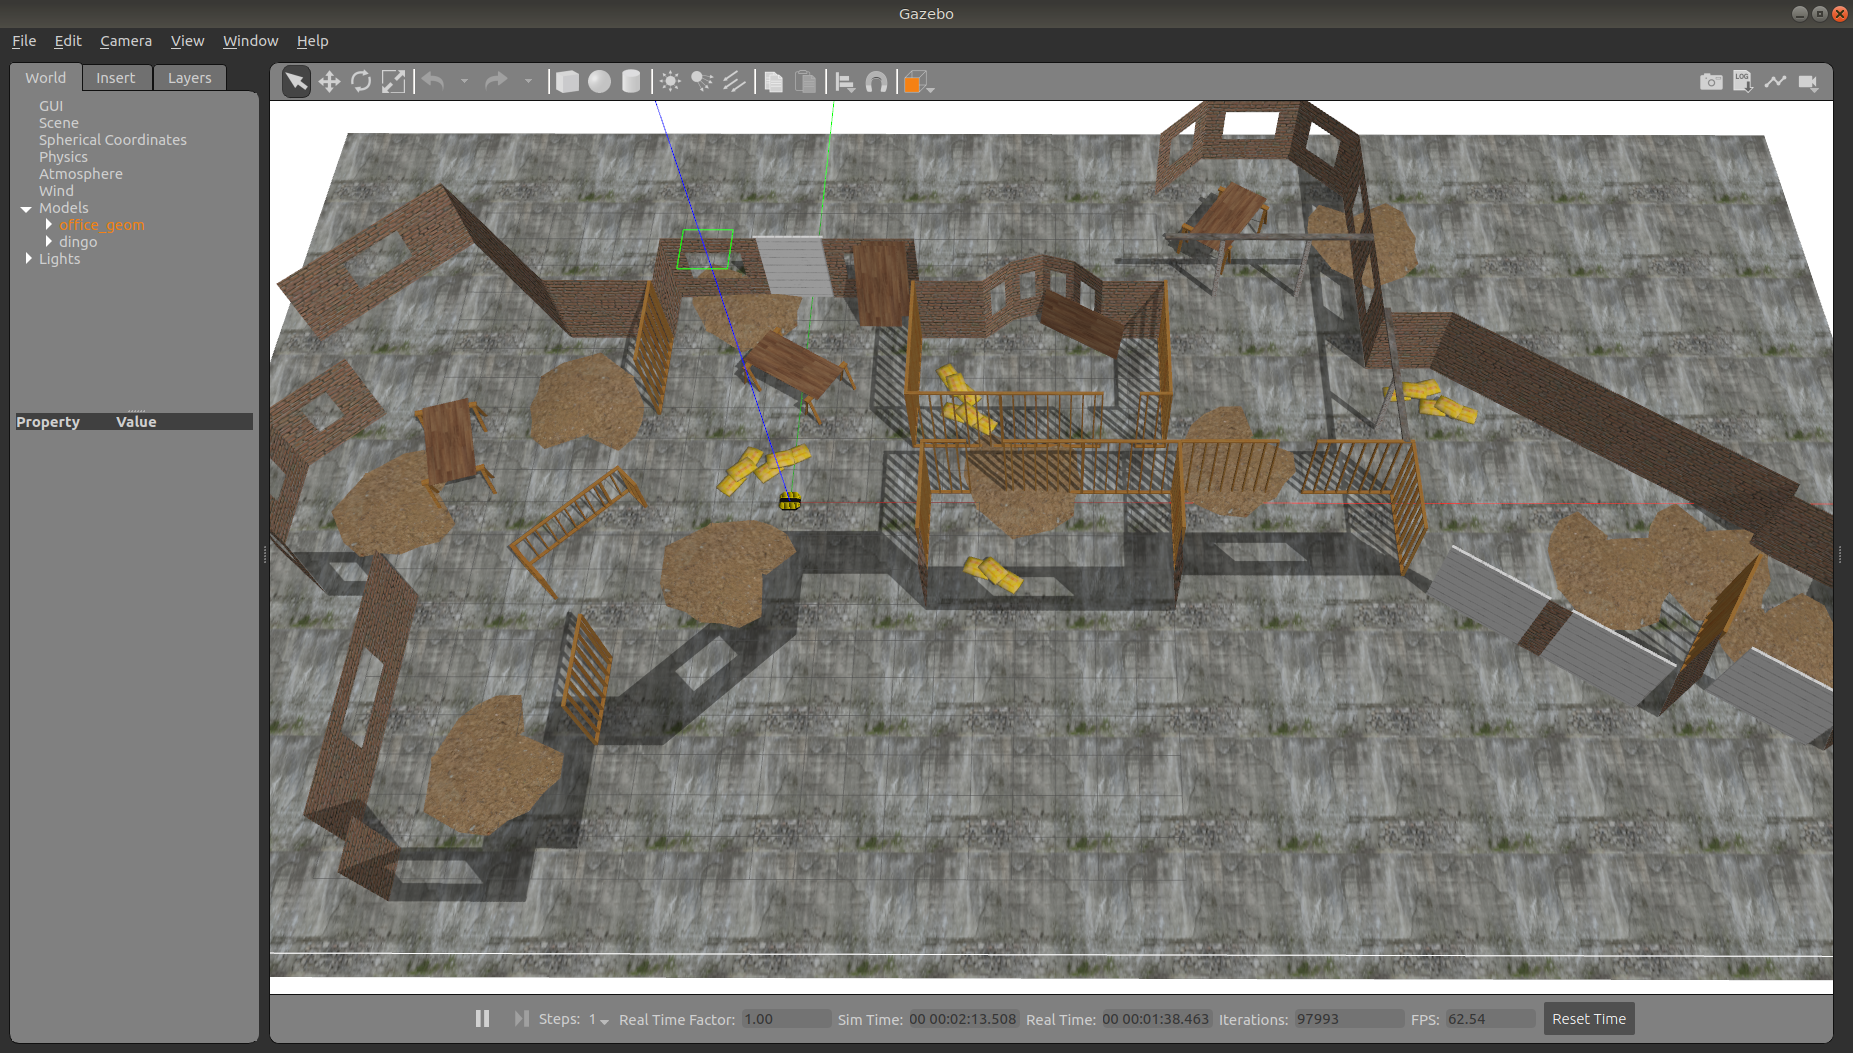 Gazebo
File Edit Camera View Window Help
World Insert Layers
GUI
Scene
Spherical Coordinates
Physics
Atmosphere
Wind
Models
office_geom
dingo
Lights
Property Value
LOG
Steps: 1 Real Time Factor: 1.00 Sim Time: 00 00:02:13.508 Real Time: 00 00:01:38.463 Iterations: 97993 FPS: 62.54 Reset Time